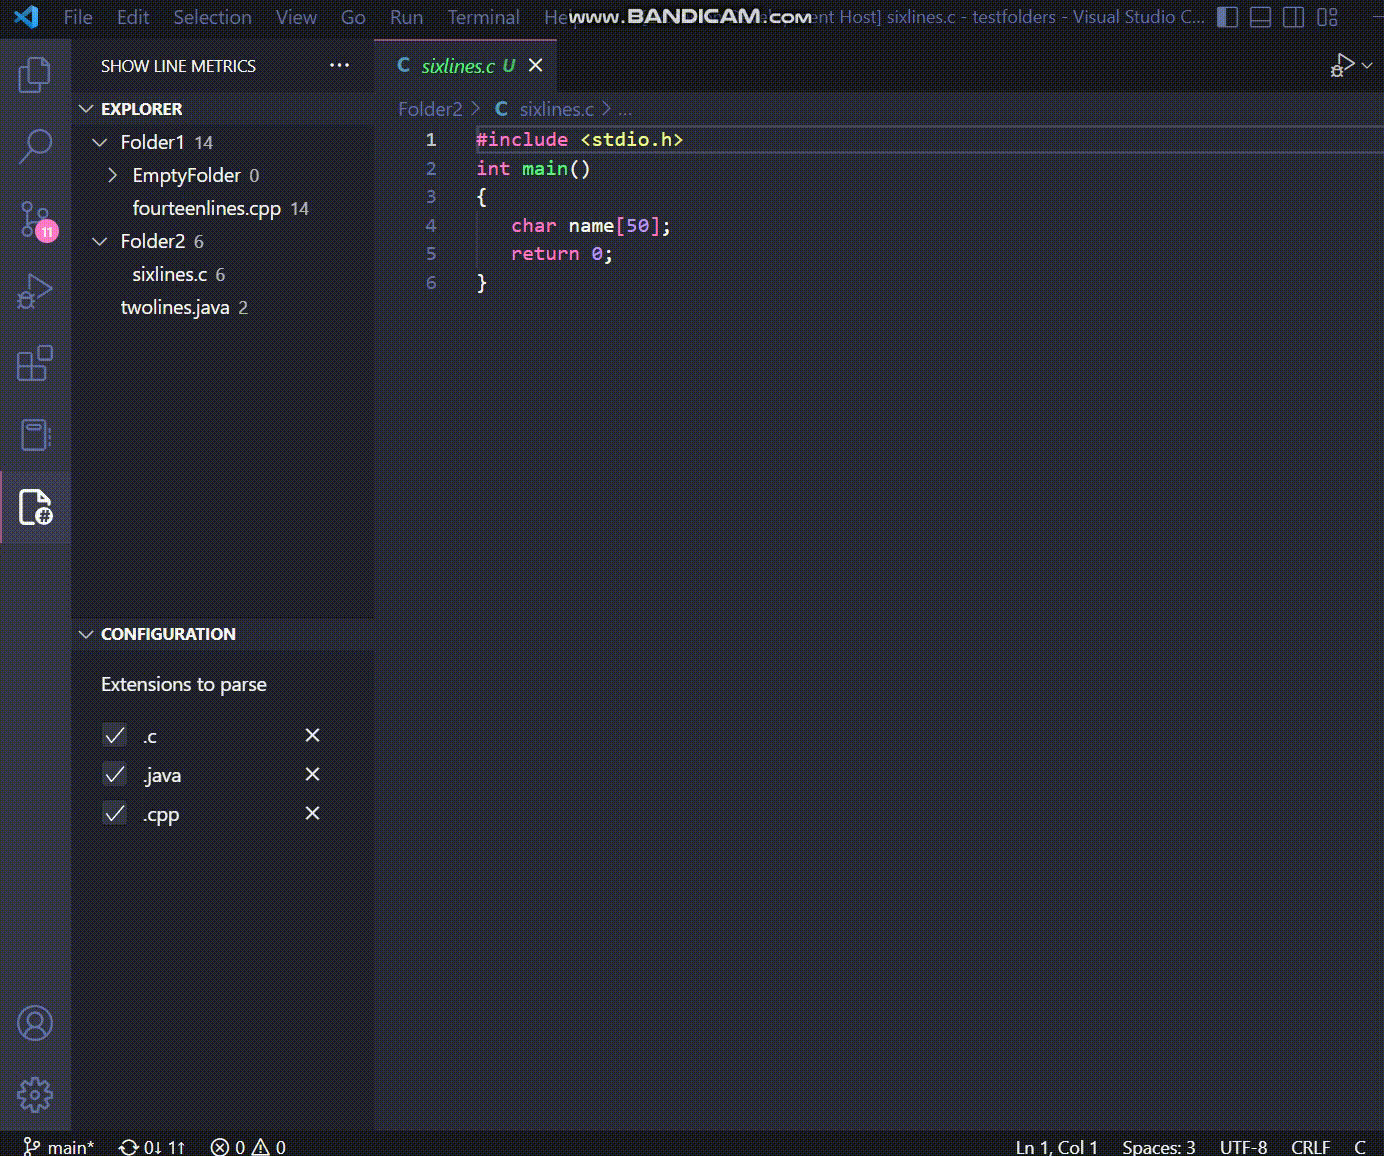 File Edit Selection View Go Run Terminal He
www.BANDICAM.com
ent Host] sixlines.c - testfolders - Visual Studio C...
SHOW LINE METRICS
EXPLORER
Folder1 14
EmptyFolder 0
fourteenlines.cpp 14
Folder2 6
sixlines.c 6
twolines.java 2
CONFIGURATION
Extensions to parse
.c
.java
.cpp
11
C sixlines.c U
Folder2 > C sixlines.c > ...
1 #include <stdio.h>
2 int main()
3 {
4 char name[50];
5 return 0;
6 }
main* 0↓ 1↑ 0 0
Ln 1, Col 1 Spaces: 3 UTF-8 CRLF C